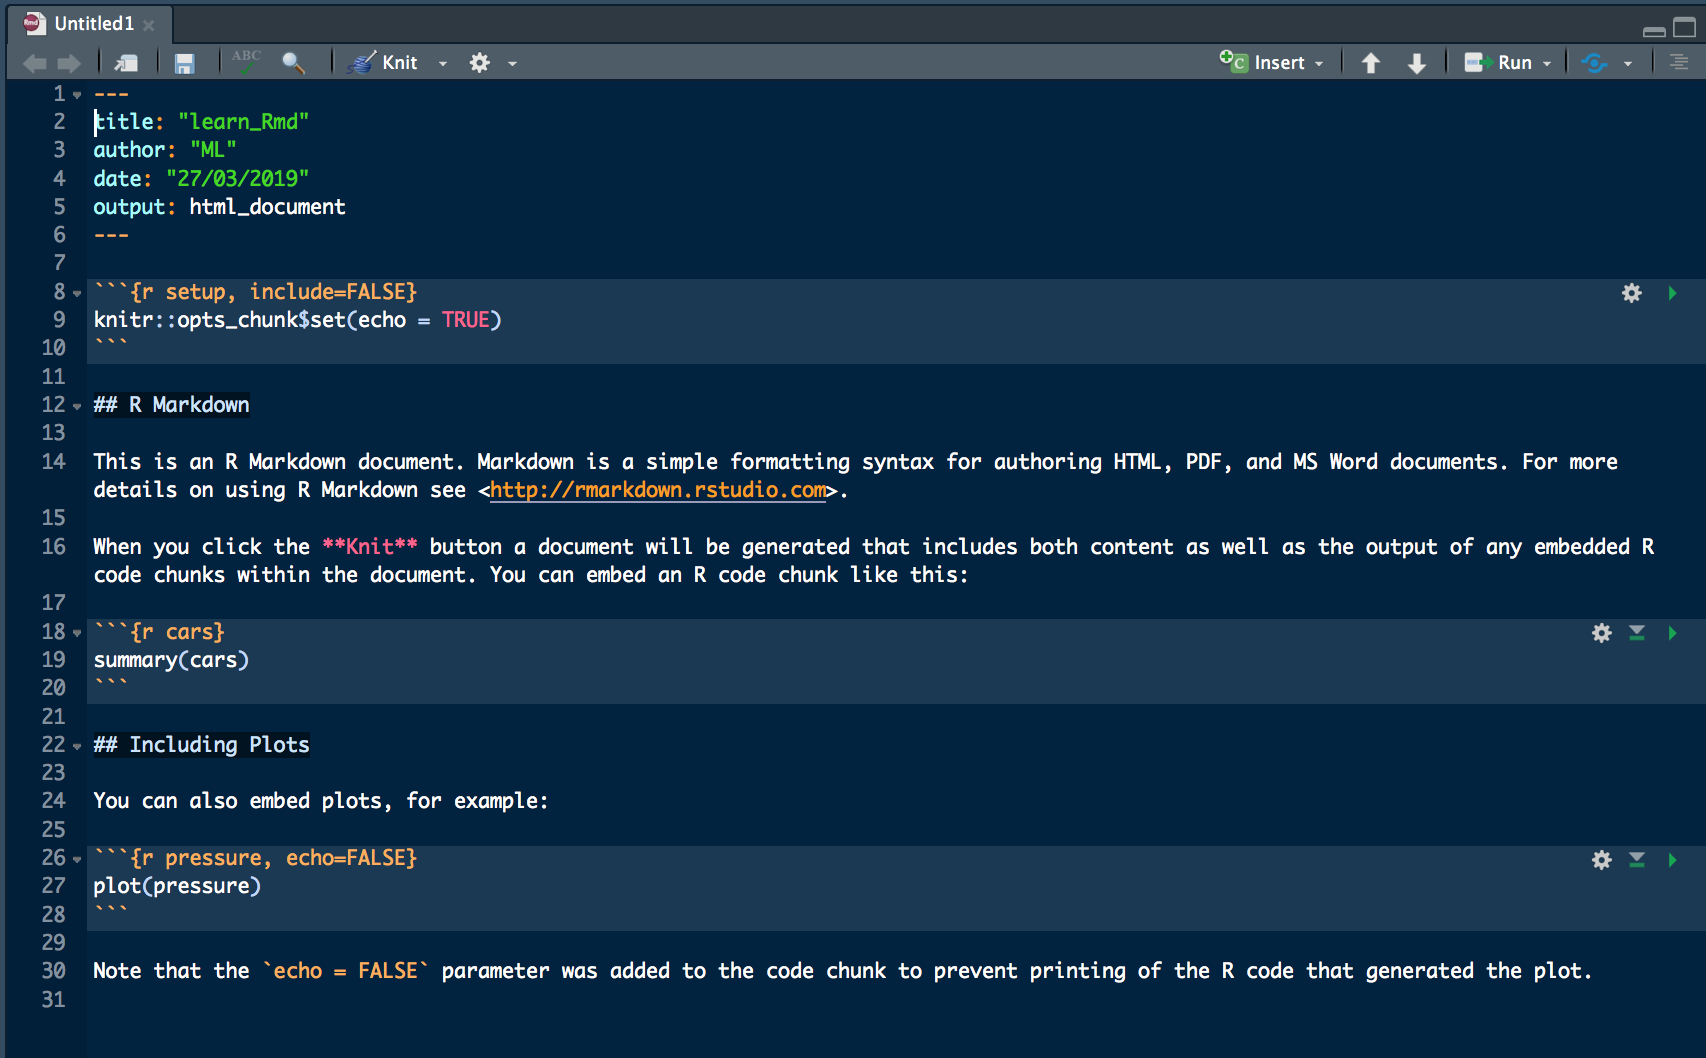 Untitled1
ABC Knit Insert Run
1 ---
2 title: "learn_Rmd"
3 author: "ML"
4 date: "27/03/2019"
5 output: html_document
6 ---
7
8 ```{r setup, include=FALSE}
9 knitr::opts_chunk$set(echo = TRUE)
10 ```
11
12 ## R Markdown
13
14 This is an R Markdown document. Markdown is a simple formatting syntax for authoring HTML, PDF, and MS Word documents. For more
details on using R Markdown see <http://rmarkdown.rstudio.com>.
15
16 When you click the **Knit** button a document will be generated that includes both content as well as the output of any embedded R
code chunks within the document. You can embed an R code chunk like this:
17
18 ```{r cars}
19 summary(cars)
20 ```
21
22 ## Including Plots
23
24 You can also embed plots, for example:
25
26 ```{r pressure, echo=FALSE}
27 plot(pressure)
28 ```
29
30 Note that the `echo = FALSE` parameter was added to the code chunk to prevent printing of the R code that generated the plot.
31